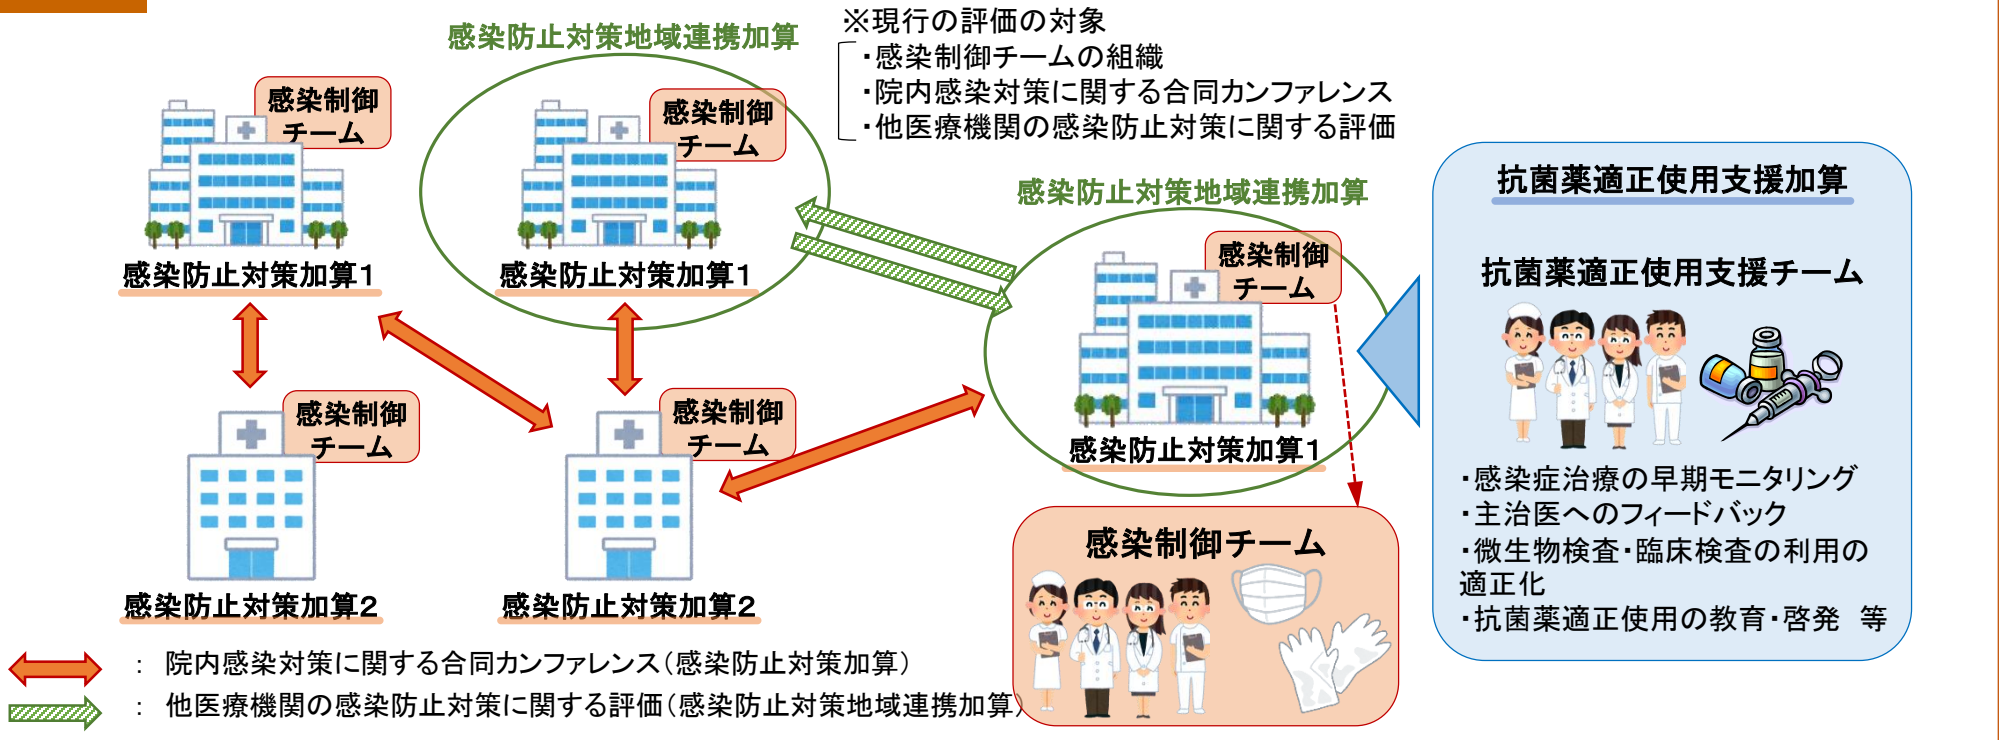 感染防止対策地域連携加算
※現行の評価の対象
・感染制御チームの組織
・院内感染対策に関する合同カンファレンス
・他医療機関の感染防止対策に関する評価
感染制御
チーム
感染制御
チーム
感染防止対策加算1
感染防止対策加算1
感染防止対策地域連携加算
感染制御
チーム
感染防止対策加算1
感染制御
チーム
感染制御
チーム
感染防止対策加算2
感染防止対策加算2
感染制御チーム
抗菌薬適正使用支援加算
抗菌薬適正使用支援チーム
・感染症治療の早期モニタリング
・主治医へのフィードバック
・微生物検査・臨床検査の利用の
適正化
・抗菌薬適正使用の教育・啓発 等
： 院内感染対策に関する合同カンファレンス（感染防止対策加算）
： 他医療機関の感染防止対策に関する評価（感染防止対策地域連携加算）